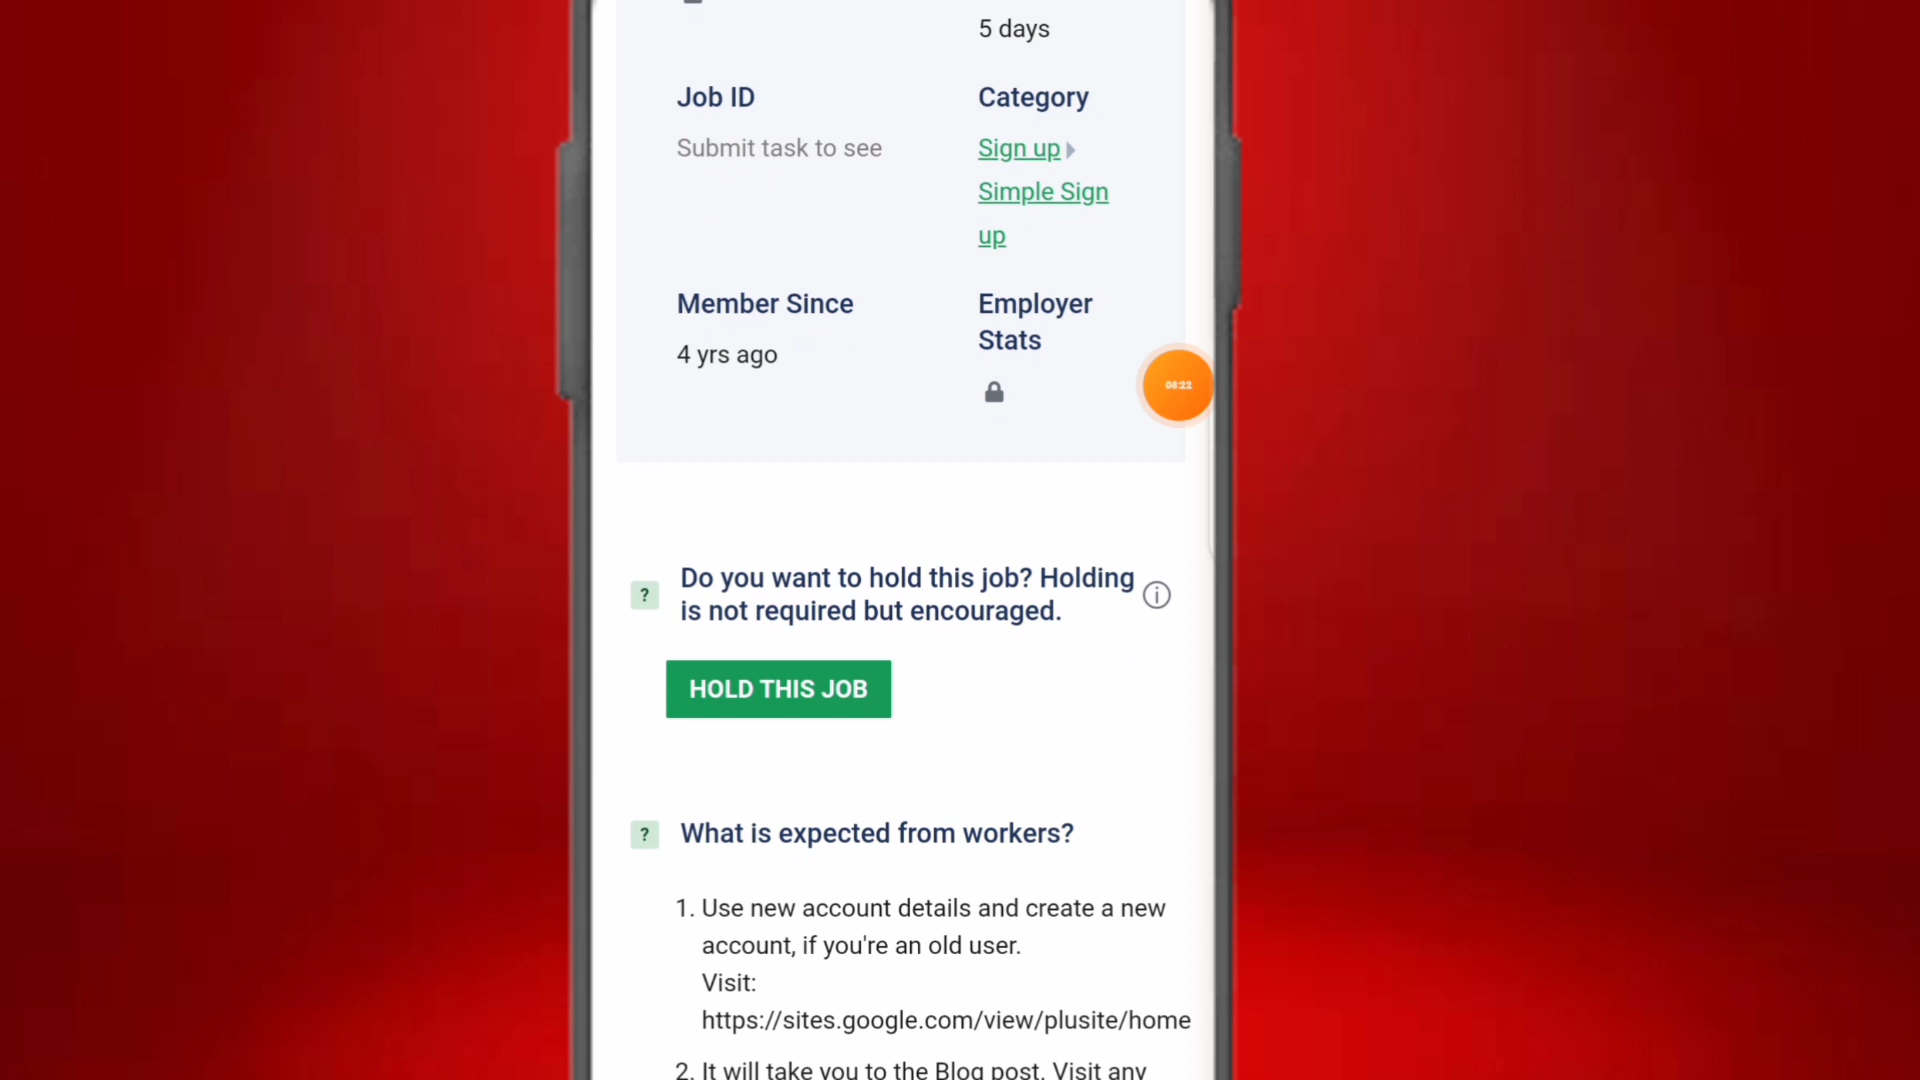 5 days
Job ID
Category
Submit task to see
Sign up
Simple Sign
up
Member Since
Employer
Stats
4 yrs ago
08:22
? Do you want to hold this job? Holding
is not required but encouraged.
HOLD THIS JOB
? What is expected from workers?
1. Use new account details and create a new
account, if you're an old user.
Visit:
https://sites.google.com/view/plusite/home
2. It will take you to the Blog post. Visit any